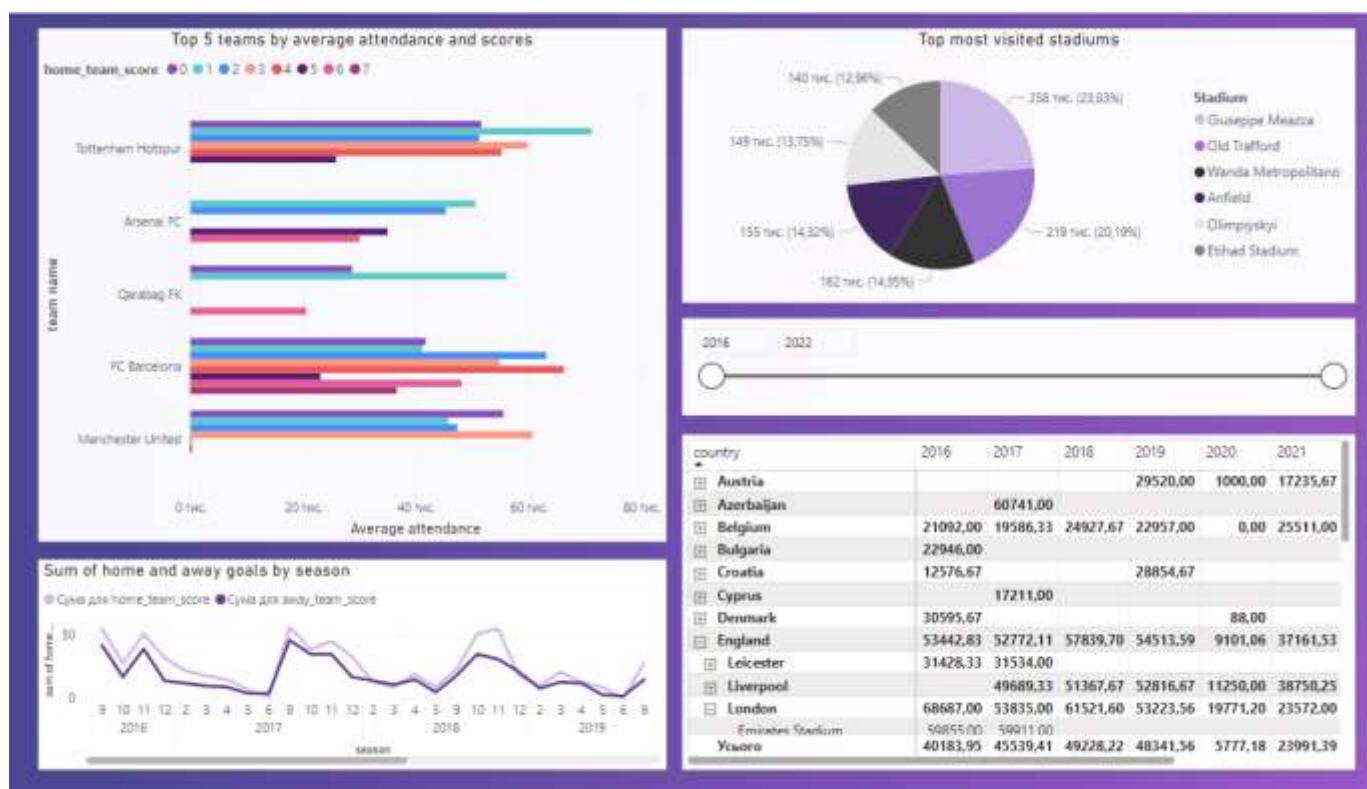 Top 5 teams by average attendance and scores
home_team_score 0 1 2 3 4 5 6 7
team name
Tottenham Hotspur
Arsenal FC
Qarabag FK
FC Barcelona
Manchester United
0 тис. 20 тис. 40 тис. 60 тис. 80 тис.
Average attendance
Sum of home and away goals by season
Сума для home_team_score Сума для away_team_score
sum of home...
50
0
9 10 11 12 2 3 4 5 6 9 10 11 12 2 3 4 5 9 10 11 12 2 3 4 5 6 8
2016 2017 2018 2019
season
Top most visited stadiums
140 тис. (12,96%)
258 тис. (23,83%)
149 тис. (13,75%)
155 тис. (14,32%)
219 тис. (20,19%)
162 тис. (14,95%)
Stadium
Giuseppe Meazza
Old Trafford
Wanda Metropolitano
Anfield
Olimpiyskyi
Etihad Stadium
2016 2022
country 2016 2017 2018 2019 2020 2021
Austria 29520,00 1000,00 17235,67
Azerbaijan 60741,00
Belgium 21092,00 19586,33 24927,67 22957,00 0,00 25511,00
Bulgaria 22946,00
Croatia 12576,67 28854,67
Cyprus 17211,00
Denmark 30595,67 88,00
England 53442,83 52772,11 57839,70 54513,59 9101,06 37161,53
Leicester 31428,33 31534,00
Liverpool 49689,33 51367,67 52816,67 11250,00 38750,25
London 68687,00 53835,00 61521,60 53223,56 19771,20 23572,00
Emirates Stadium 59855,00 59911,00
Усього 40183,95 45539,41 49228,22 48341,56 5777,18 23991,39